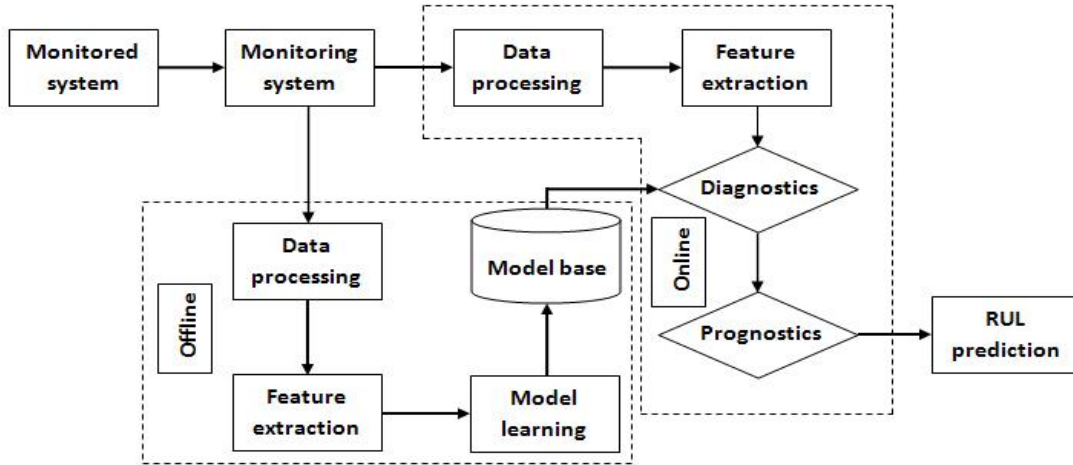 Monitored
system
Monitoring
system
Data
processing
Feature
extraction
Diagnostics
Online
Prognostics
RUL
prediction
Offline
Data
processing
Feature
extraction
Model
learning
Model base